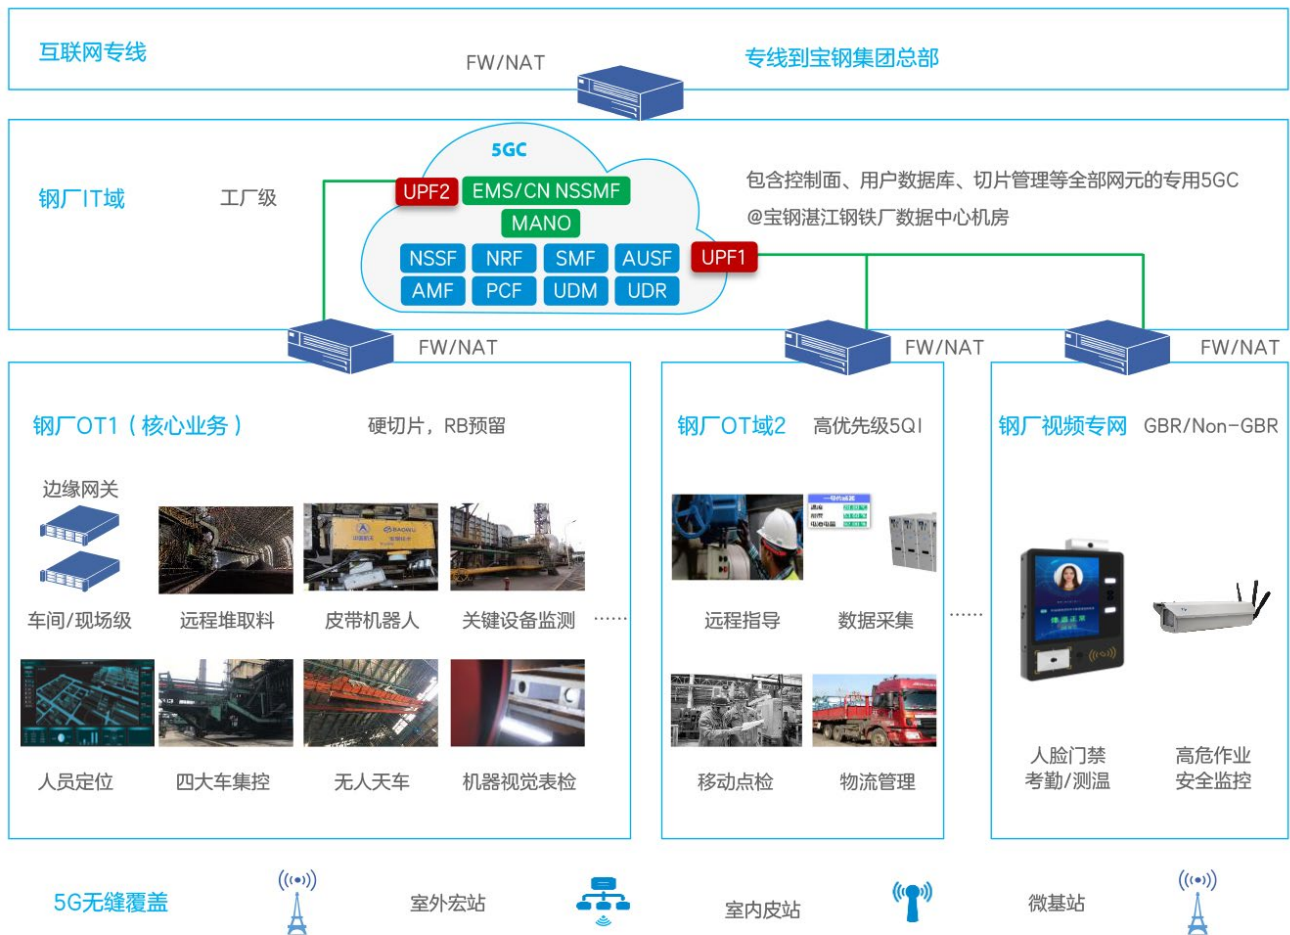 互联网专线
FW/NAT
专线到宝钢集团总部
5GC
钢厂IT域
工厂级
UPF2
EMS/CN NSSMF
MANO
NSSF
NRF
SMF
AUSF
UPF1
AMF
PCF
UDM
UDR
包含控制面、用户数据库、切片管理等全部网元的专用5GC
@宝钢湛江钢铁厂数据中心机房
FW/NAT
FW/NAT
FW/NAT
钢厂OT1（核心业务）
硬切片，RB预留
边缘网关
车间/现场级
远程堆取料
BAOWU
皮带机器人
关键设备监测
……
人员定位
四大车集控
无人天车
机器视觉表检
钢厂OT域2
高优先级5QI
远程指导
数据采集
……
移动点检
物流管理
钢厂视频专网
GBR/Non-GBR
体温正常
人脸门禁
考勤/测温
高危作业
安全监控
5G无缝覆盖
室外宏站
室内皮站
微基站